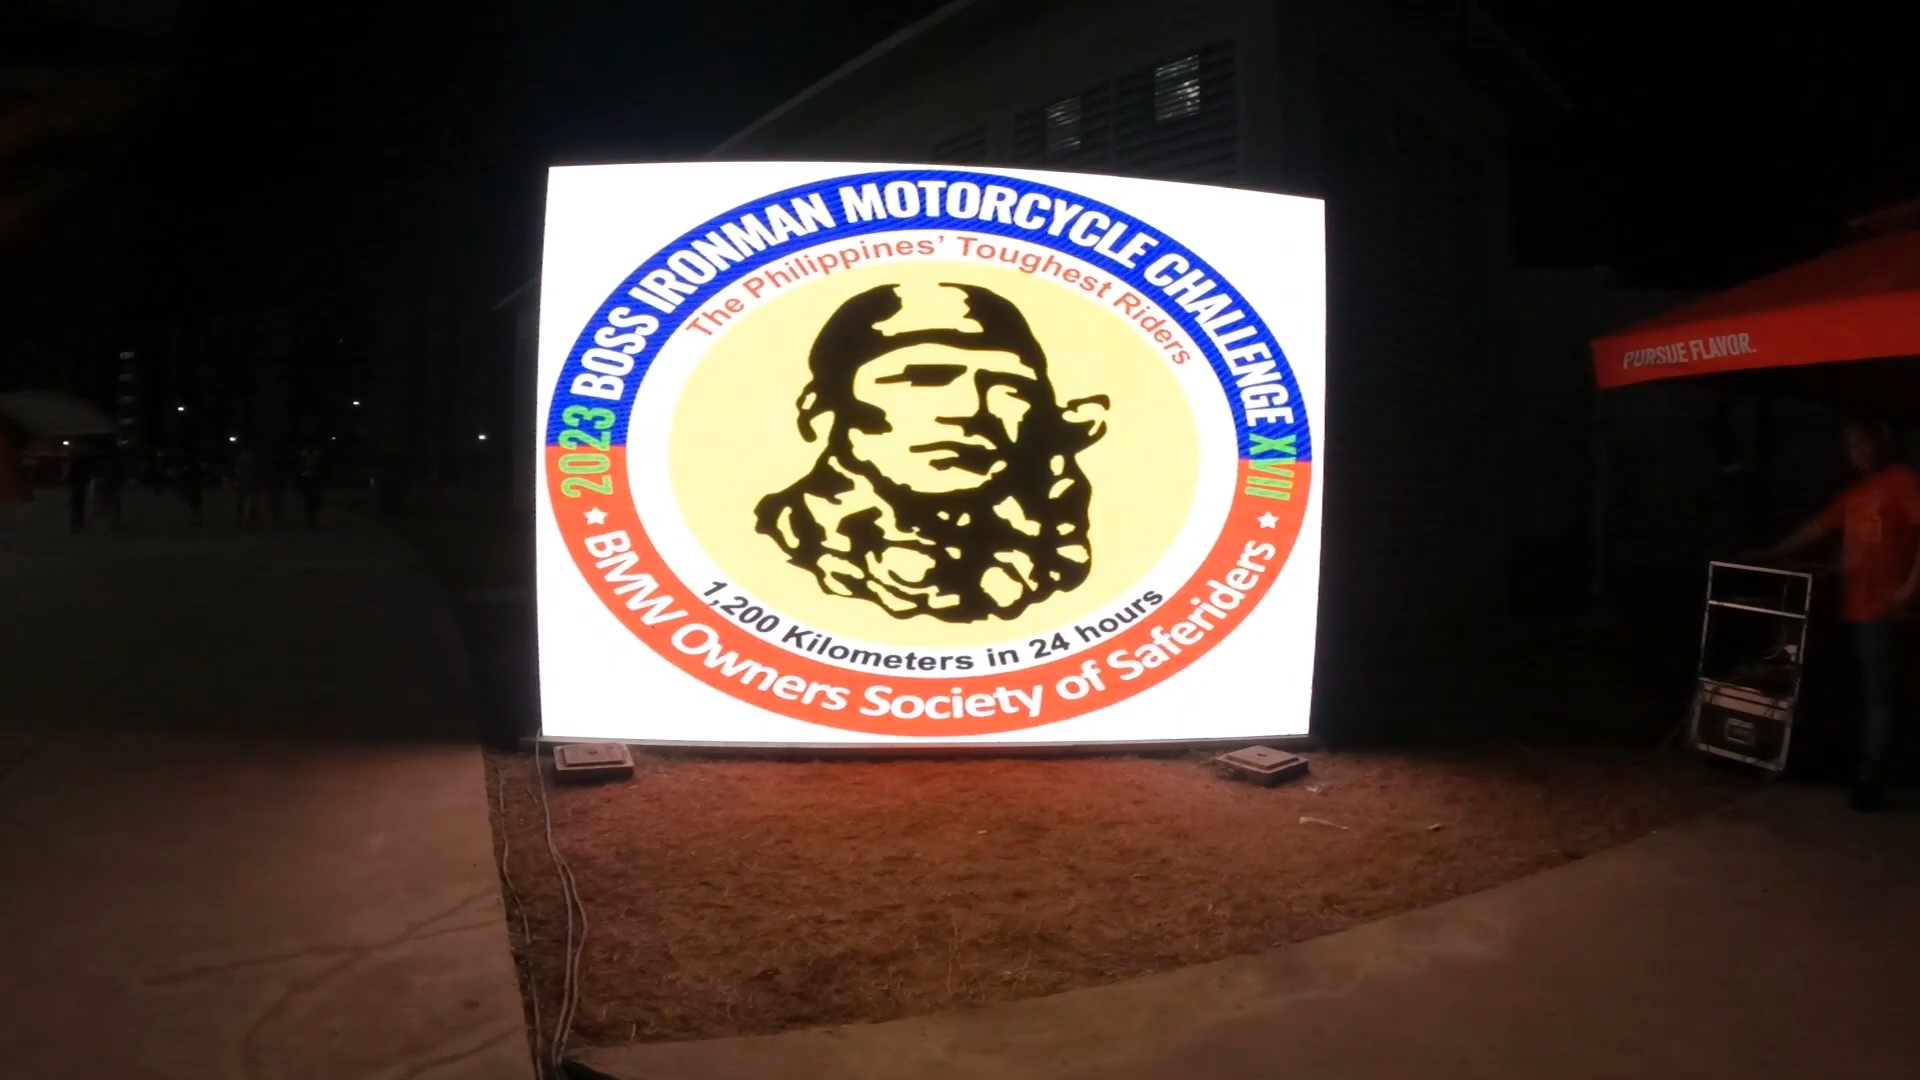 2023 BOSS IRONMAN MOTORCYCLE CHALLENGE XVII
The Philippines' Toughest Riders
1,200 Kilometers in 24 hours
BMW Owners Society of Saferiders
PURSUE FLAVOR.